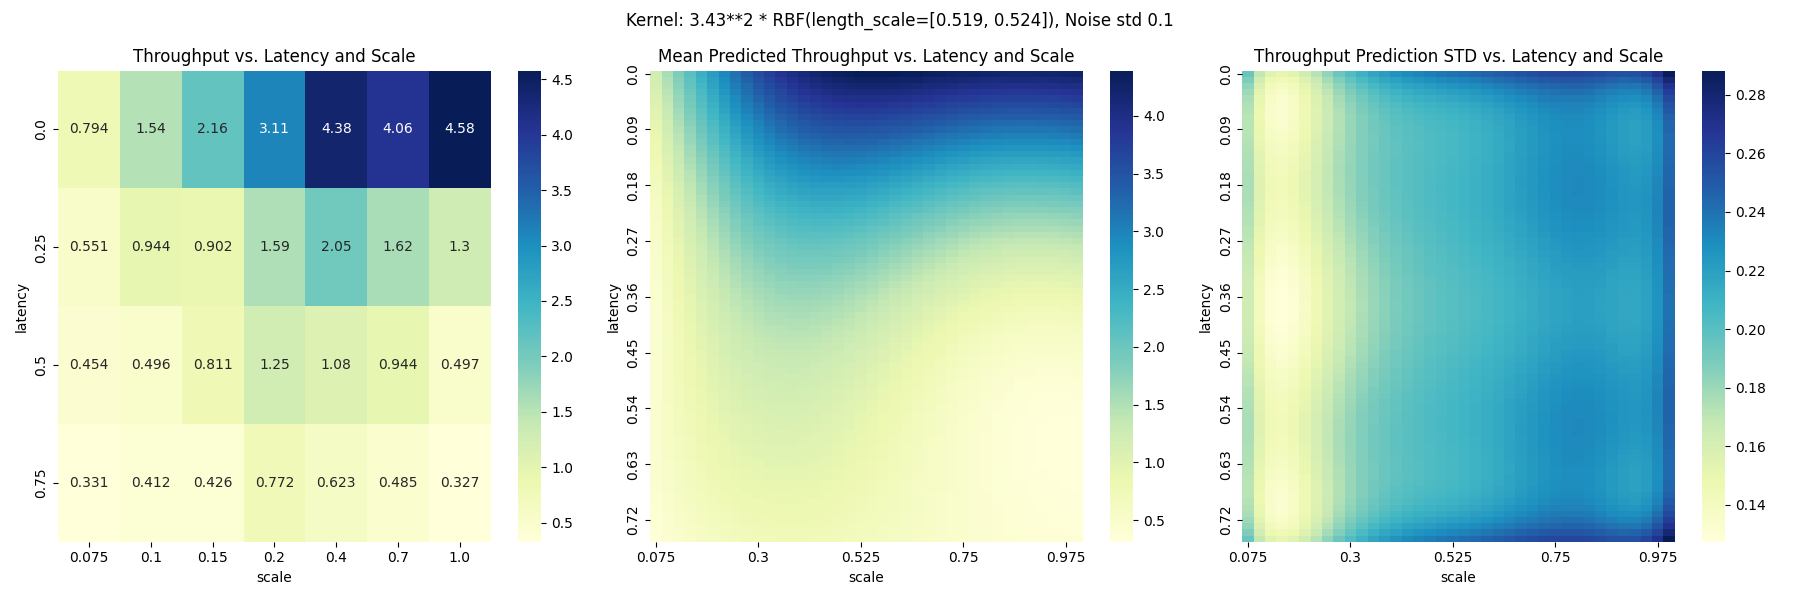 Kernel: 3.43**2 * RBF(length_scale=[0.519, 0.524]), Noise std 0.1
Throughput vs. Latency and Scale
0.0
0.25
0.5
0.75
latency
0.794 1.54 2.16 3.11 4.38 4.06 4.58
0.551 0.944 0.902 1.59 2.05 1.62 1.3
0.454 0.496 0.811 1.25 1.08 0.944 0.497
0.331 0.412 0.426 0.772 0.623 0.485 0.327
0.075 0.1 0.15 0.2 0.4 0.7 1.0
scale
4.5
4.0
3.5
3.0
2.5
2.0
1.5
1.0
0.5
Mean Predicted Throughput vs. Latency and Scale
0.0
0.09
0.18
0.27
0.36
0.45
0.54
0.63
0.72
latency
0.075 0.3 0.525 0.75 0.975
scale
4.0
3.5
3.0
2.5
2.0
1.5
1.0
0.5
Throughput Prediction STD vs. Latency and Scale
0.0
0.09
0.18
0.27
0.36
0.45
0.54
0.63
0.72
latency
0.075 0.3 0.525 0.75 0.975
scale
0.28
0.26
0.24
0.22
0.20
0.18
0.16
0.14